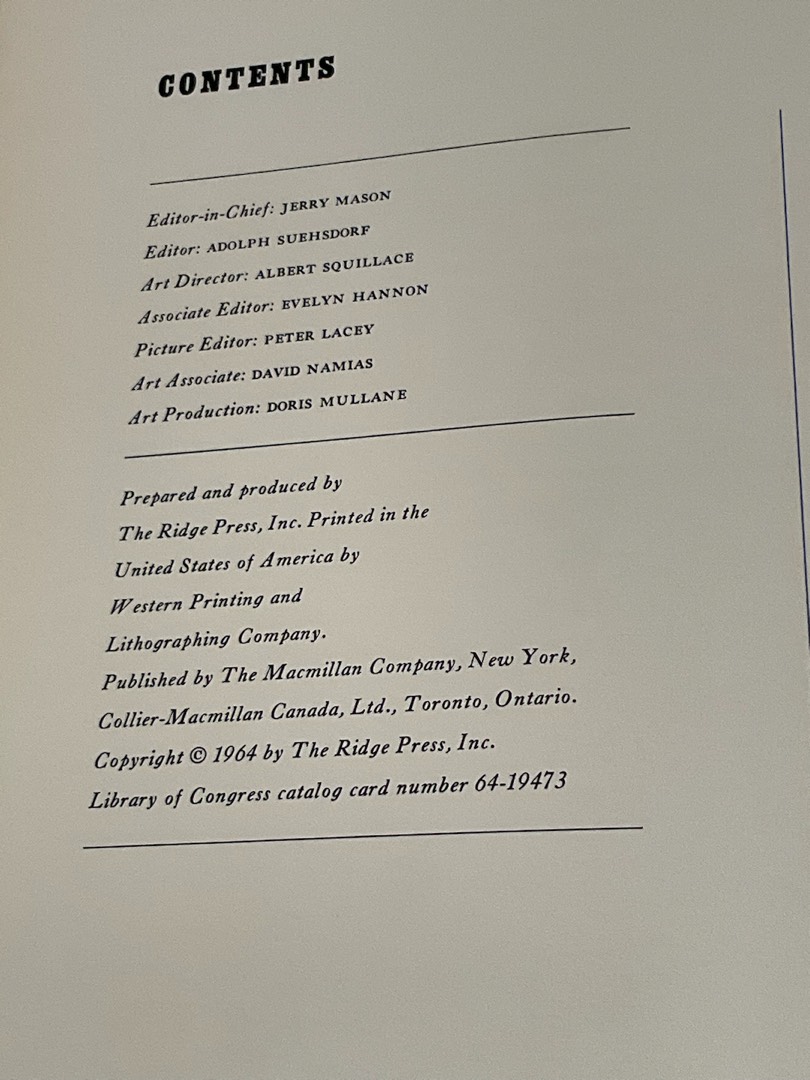 CONTENTS
Editor-in-Chief: JERRY MASON
Editor: ADOLPH SUEHSDORF
Art Director: ALBERT SQUILLACE
Associate Editor: EVELYN HANNON
Picture Editor: PETER LACEY
Art Associate: DAVID NAMIAS
Art Production: DORIS MULLANE
Prepared and produced by
The Ridge Press, Inc. Printed in the
United States of America by
Western Printing and
Lithographing Company.
Published by The Macmillan Company, New York,
Collier-Macmillan Canada, Ltd., Toronto, Ontario.
Copyright © 1964 by The Ridge Press, Inc.
Library of Congress catalog card number 64-19473